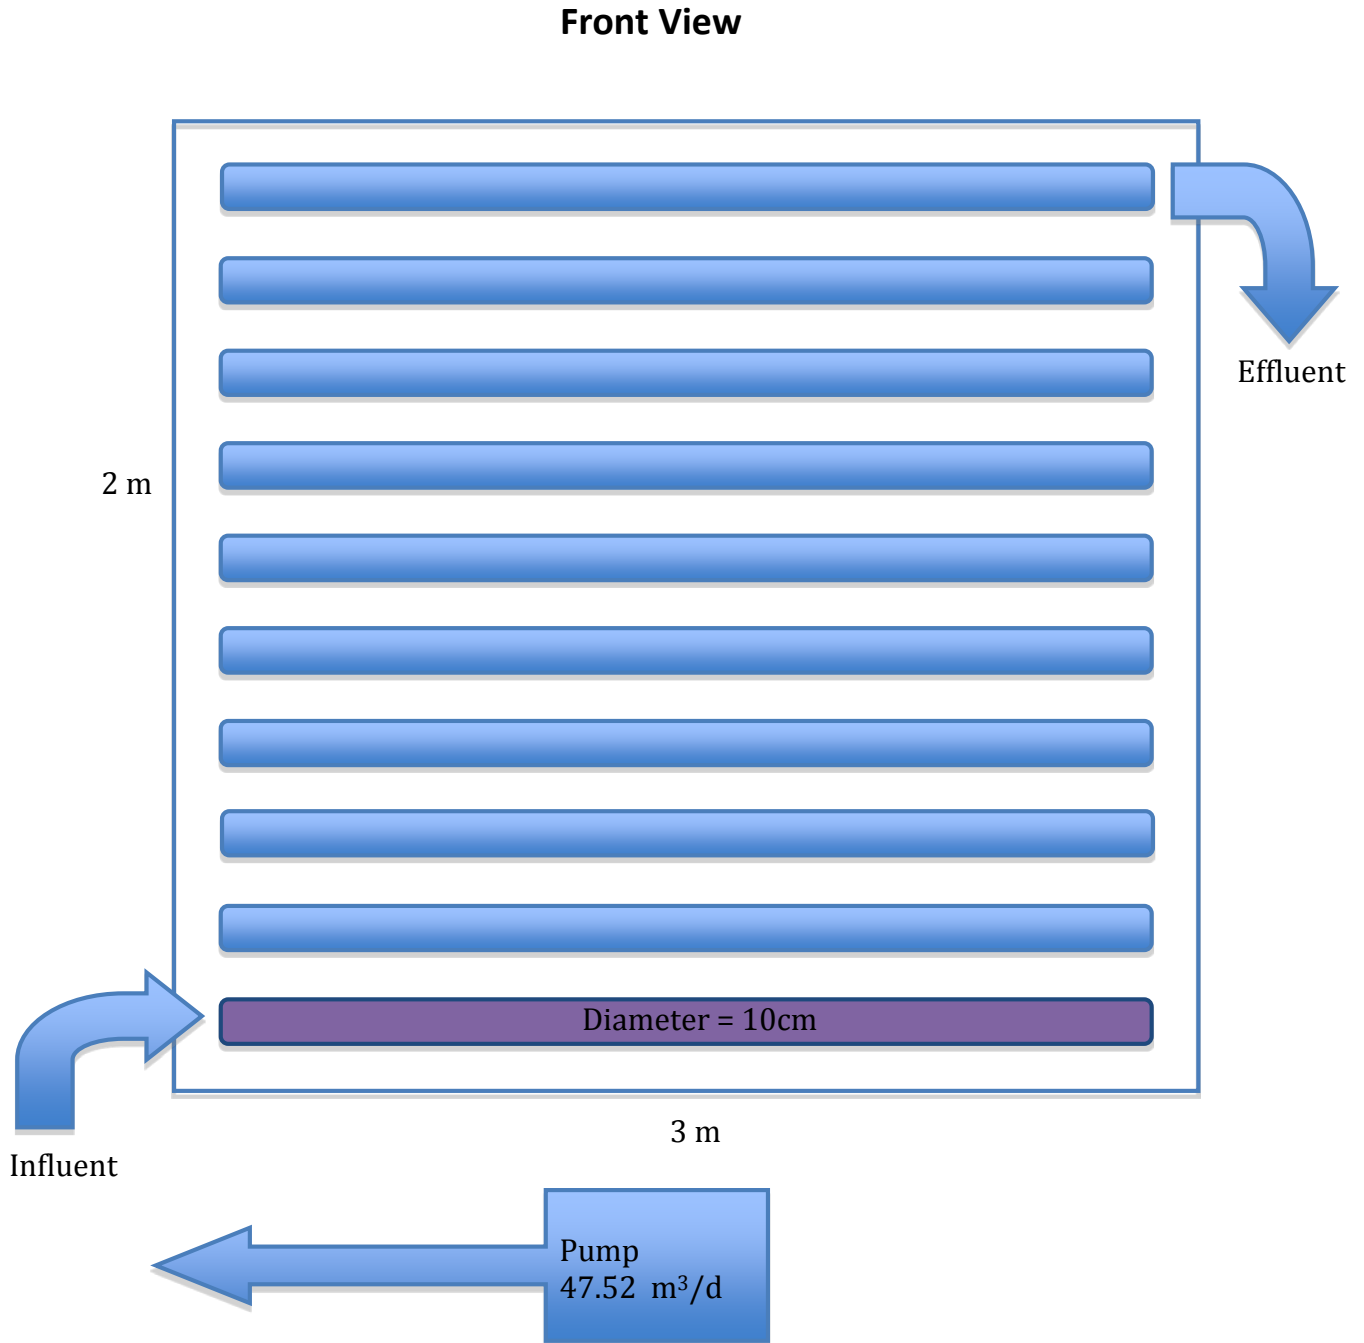 Front View
Effluent
2 m
Diameter = 10cm
3 m
Influent
Pump
47.52 m³/d